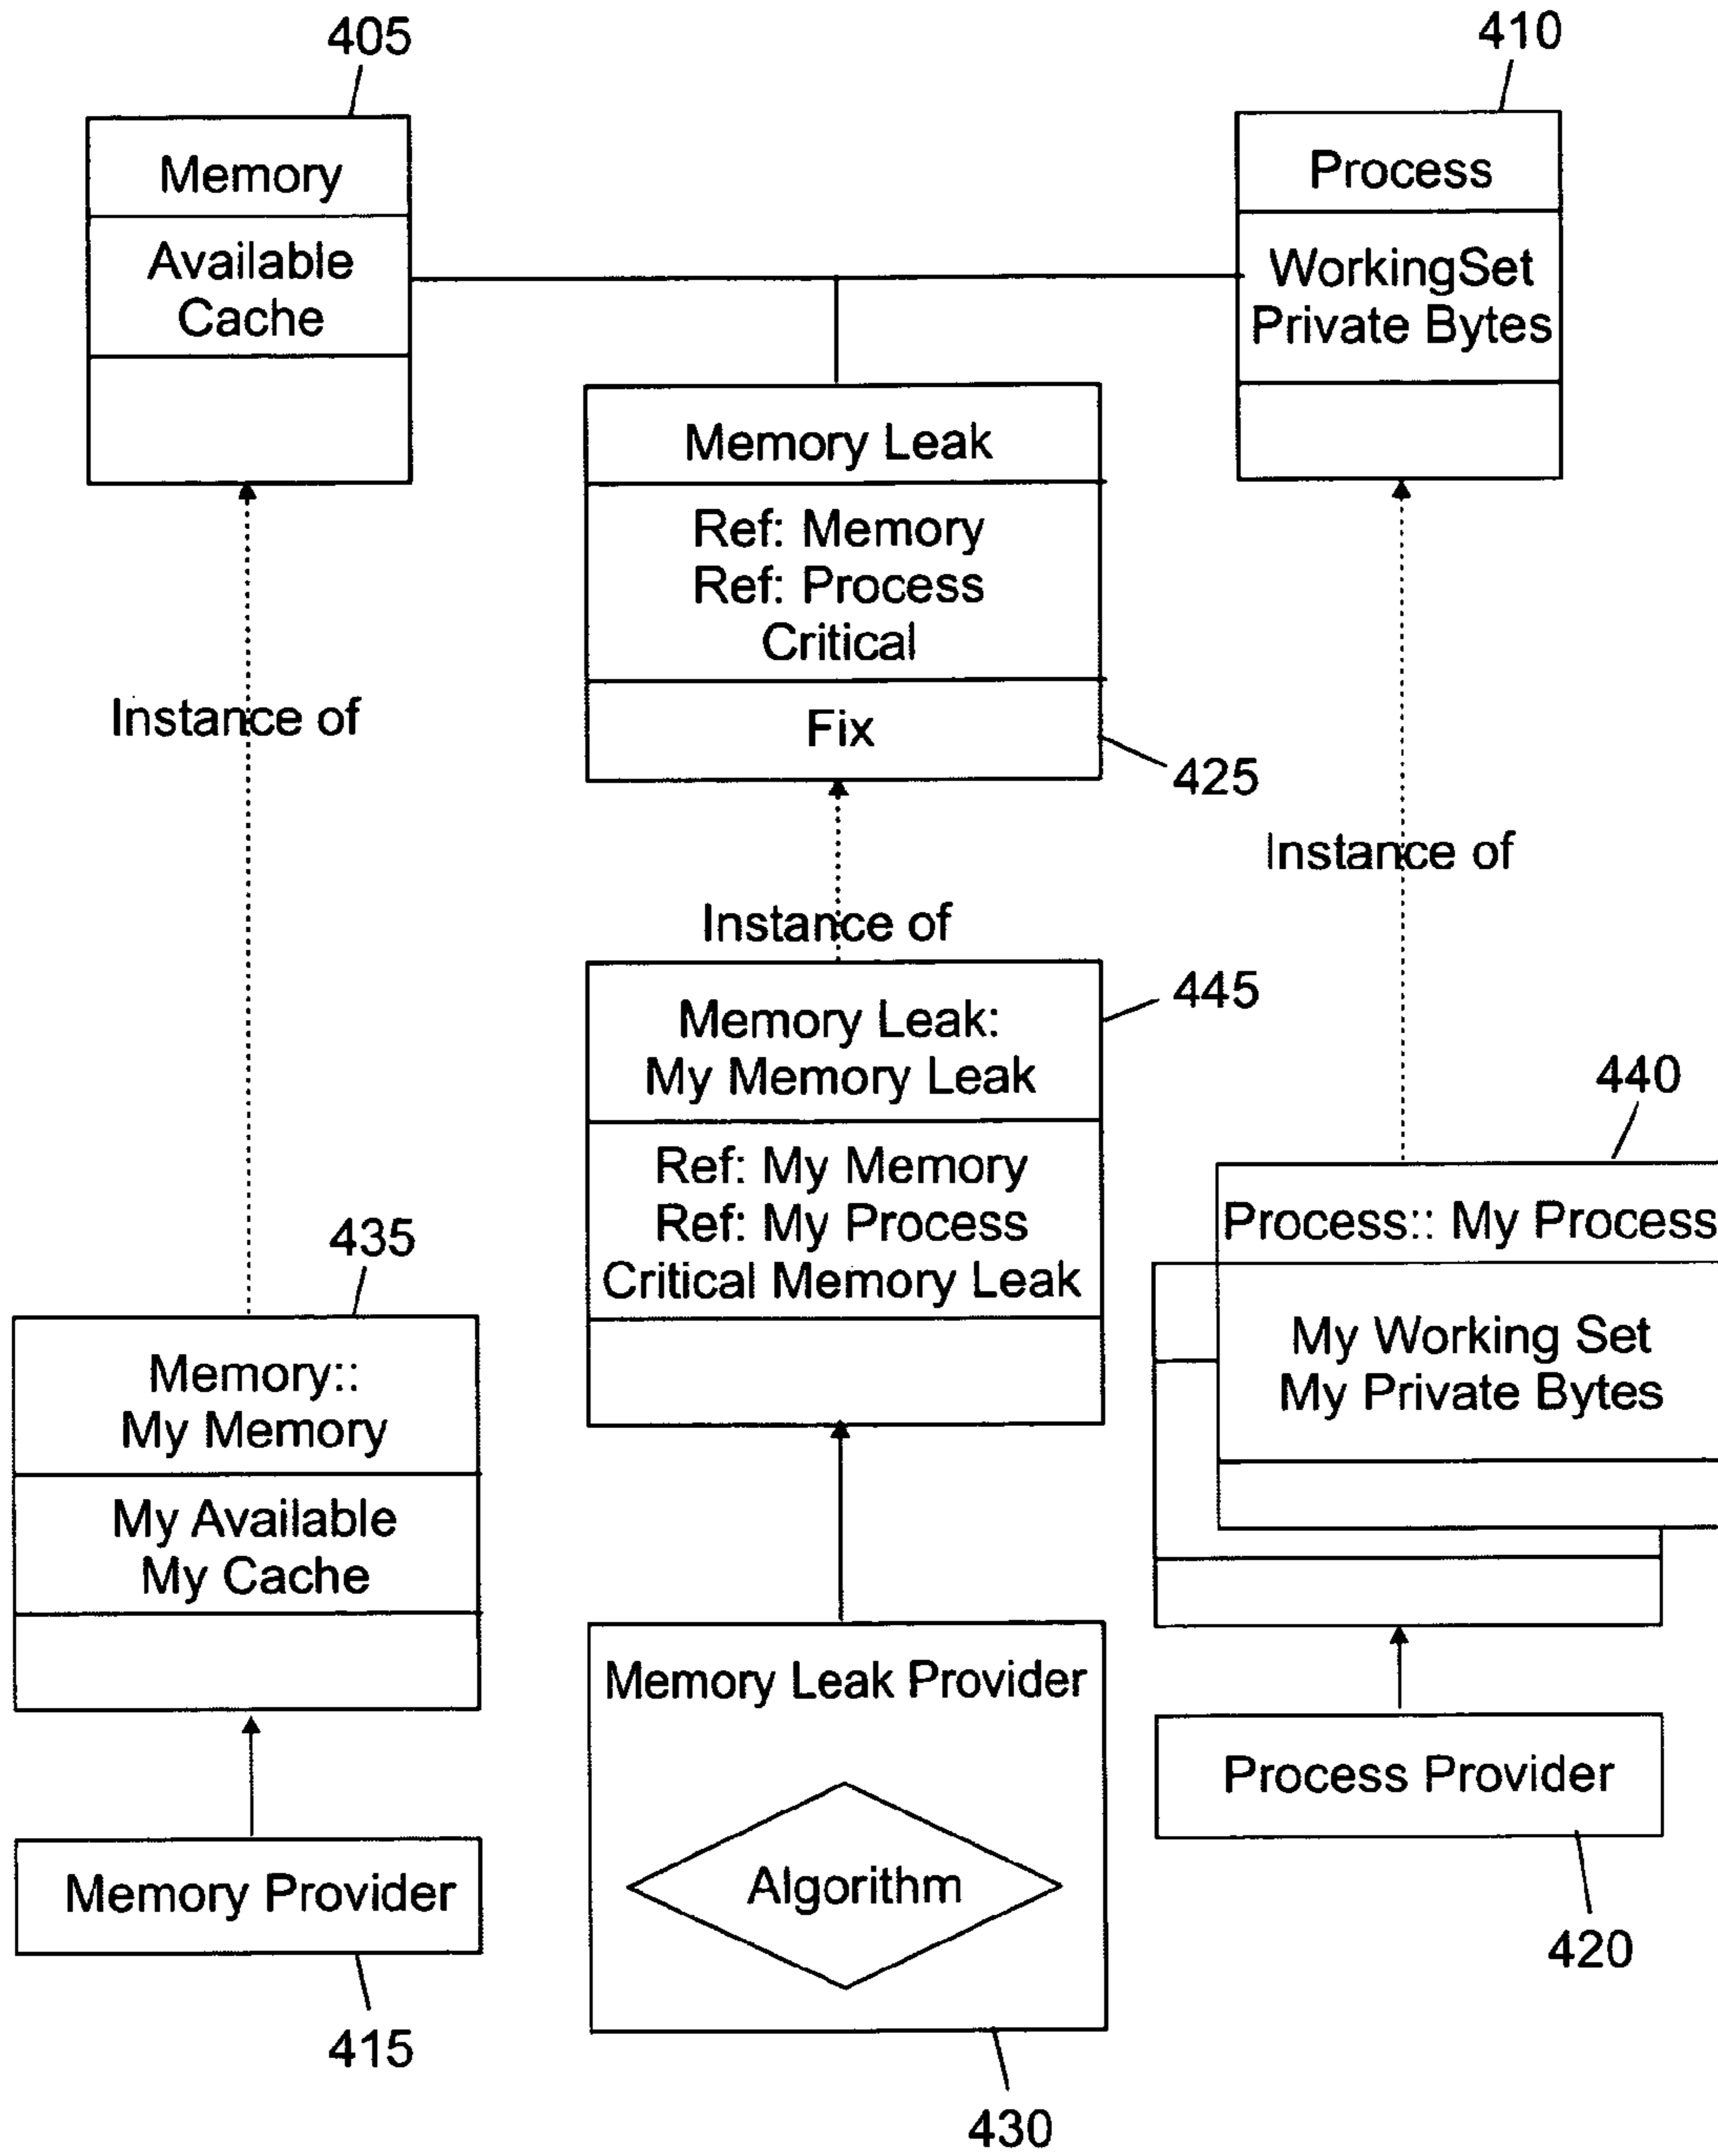 405
410
Memory
Available
Cache
Process
WorkingSet
Private Bytes
Memory Leak
Ref: Memory
Ref: Process
Critical
Fix
425
Instance of
Instance of
Instance of
445
Memory Leak:
My Memory Leak
Ref: My Memory
Ref: My Process
Critical Memory Leak
440
Process:: My Process
My Working Set
My Private Bytes
435
Memory::
My Memory
My Available
My Cache
Memory Provider
415
Memory Leak Provider
Algorithm
430
Process Provider
420